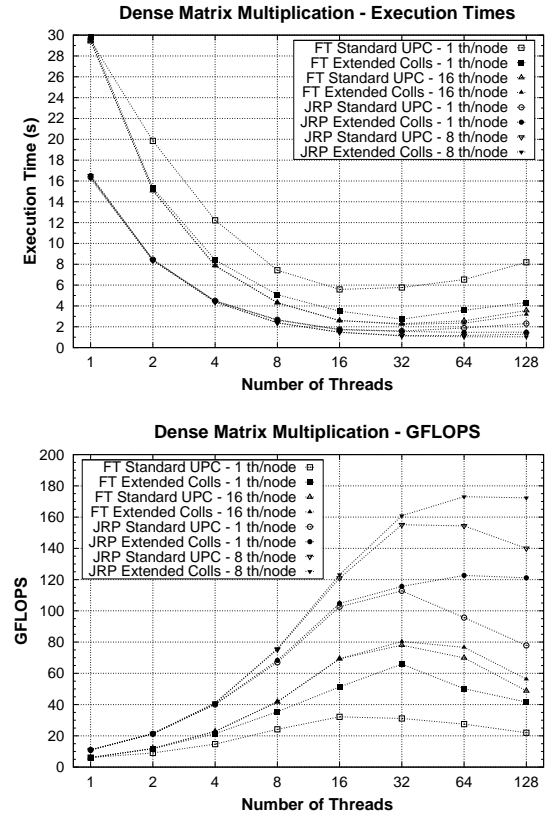 Dense Matrix Multiplication - Execution Times
Execution Time (s)
30
28
26
24
22
20
18
16
14
12
10
8
6
4
2
0
FT Standard UPC - 1 th/node
FT Extended Colls - 1 th/node
FT Standard UPC - 16 th/node
FT Extended Colls - 16 th/node
JRP Standard UPC - 1 th/node
JRP Extended Colls - 1 th/node
JRP Standard UPC - 8 th/node
JRP Extended Colls - 8 th/node
1 2 4 8 16 32 64 128
Number of Threads
Dense Matrix Multiplication - GFLOPS
GFLOPS
200
180
160
140
120
100
80
60
40
20
0
FT Standard UPC - 1 th/node
FT Extended Colls - 1 th/node
FT Standard UPC - 16 th/node
FT Extended Colls - 16 th/node
JRP Standard UPC - 1 th/node
JRP Extended Colls - 1 th/node
JRP Standard UPC - 8 th/node
JRP Extended Colls - 8 th/node
1 2 4 8 16 32 64 128
Number of Threads